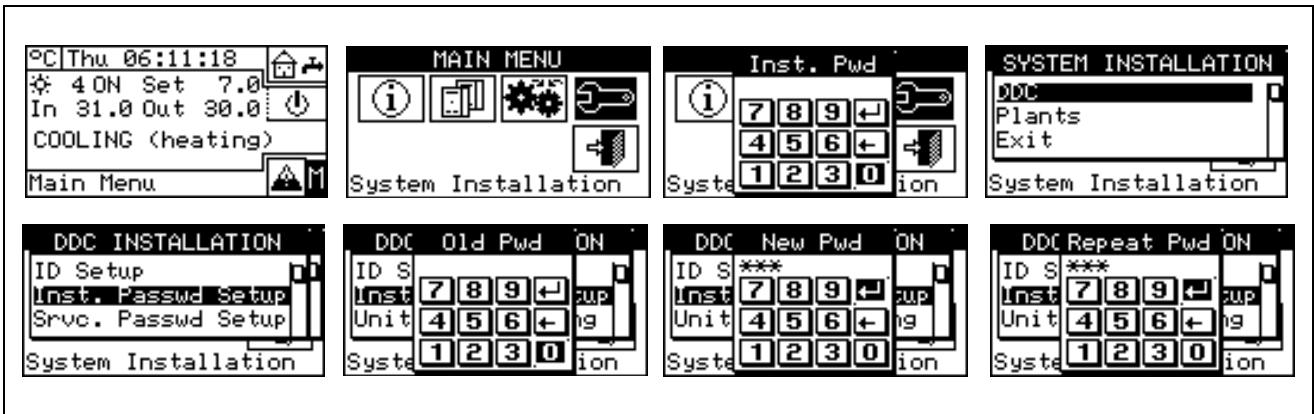 ºC Thu 06:11:18
4 ON Set 7.0
In 31.0 Out 30.0
COOLING (heating)
Main Menu
M
MAIN MENU
i
System Installation
Inst. Pwd
i
7 8 9 ↵
4 5 6 ←
1 2 3 0
Syste ion
SYSTEM INSTALLATION
DDC
Plants
Exit
System Installation
DDC INSTALLATION
ID Setup
Inst. Passwd Setup
Srvc. Passwd Setup
System Installation
DDC Old Pwd ON
ID S
Inst 7 8 9 ↵ up
Unit 4 5 6 ← g
1 2 3 0
Syste ion
DDC New Pwd ON
ID S ***
Inst 7 8 9 ↵ up
Unit 4 5 6 ← g
1 2 3 0
Syste ion
DDC Repeat Pwd ON
ID S ***
Inst 7 8 9 ↵ up
Unit 4 5 6 ← g
1 2 3 0
Syste ion